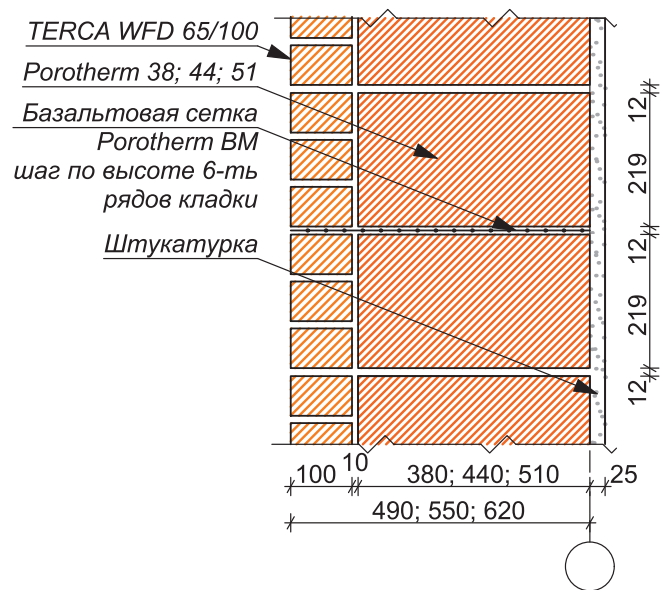 TERCA WFD 65/100
Porotherm 38; 44; 51
Базальтовая сетка
Porotherm BM
шаг по высоте 6-ть
рядов кладки
Штукатурка
12
219
12
219
12
100
10
380; 440; 510
25
490; 550; 620